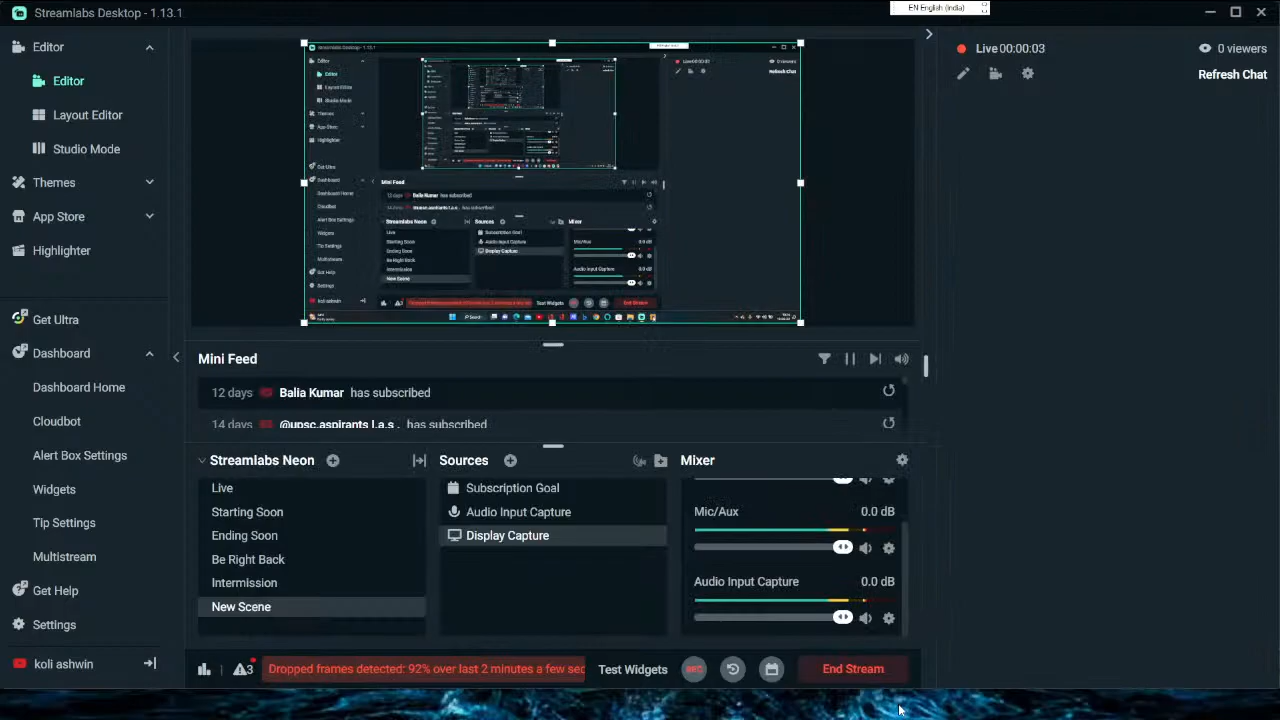 Streamlabs Desktop - 1.13.1
EN English (India)
Editor
Editor
Layout Editor
Studio Mode
Themes
App Store
Highlighter
Get Ultra
Dashboard
Dashboard Home
Cloudbot
Alert Box Settings
Widgets
Tip Settings
Multistream
Get Help
Settings
koli ashwin
Live 00:00:03
0 viewers
Refresh Chat
Mini Feed
12 days Balia Kumar has subscribed
14 days @upsc.aspirants I.a.s . has subscribed
Streamlabs Neon
Live
Starting Soon
Ending Soon
Be Right Back
Intermission
New Scene
Sources
Subscription Goal
Audio Input Capture
Display Capture
Mixer
Mic/Aux 0.0 dB
Audio Input Capture 0.0 dB
3
Dropped frames detected: 92% over last 2 minutes a few sec
Test Widgets
REC
End Stream